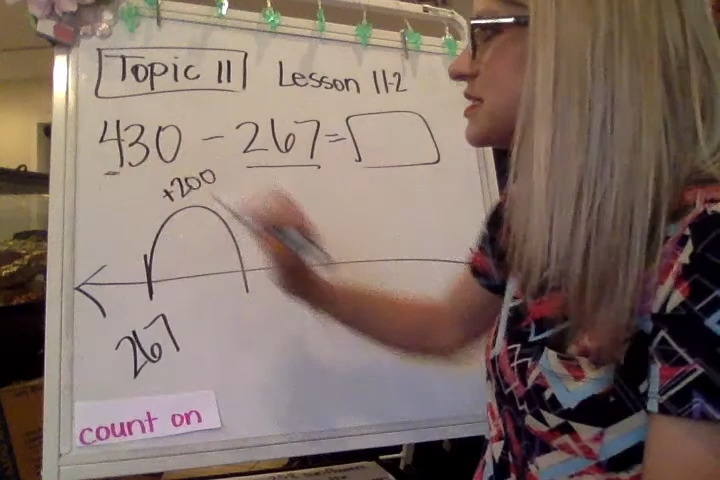 Topic 11
Lesson 11-2
430 - 267 =
+200
267
count on